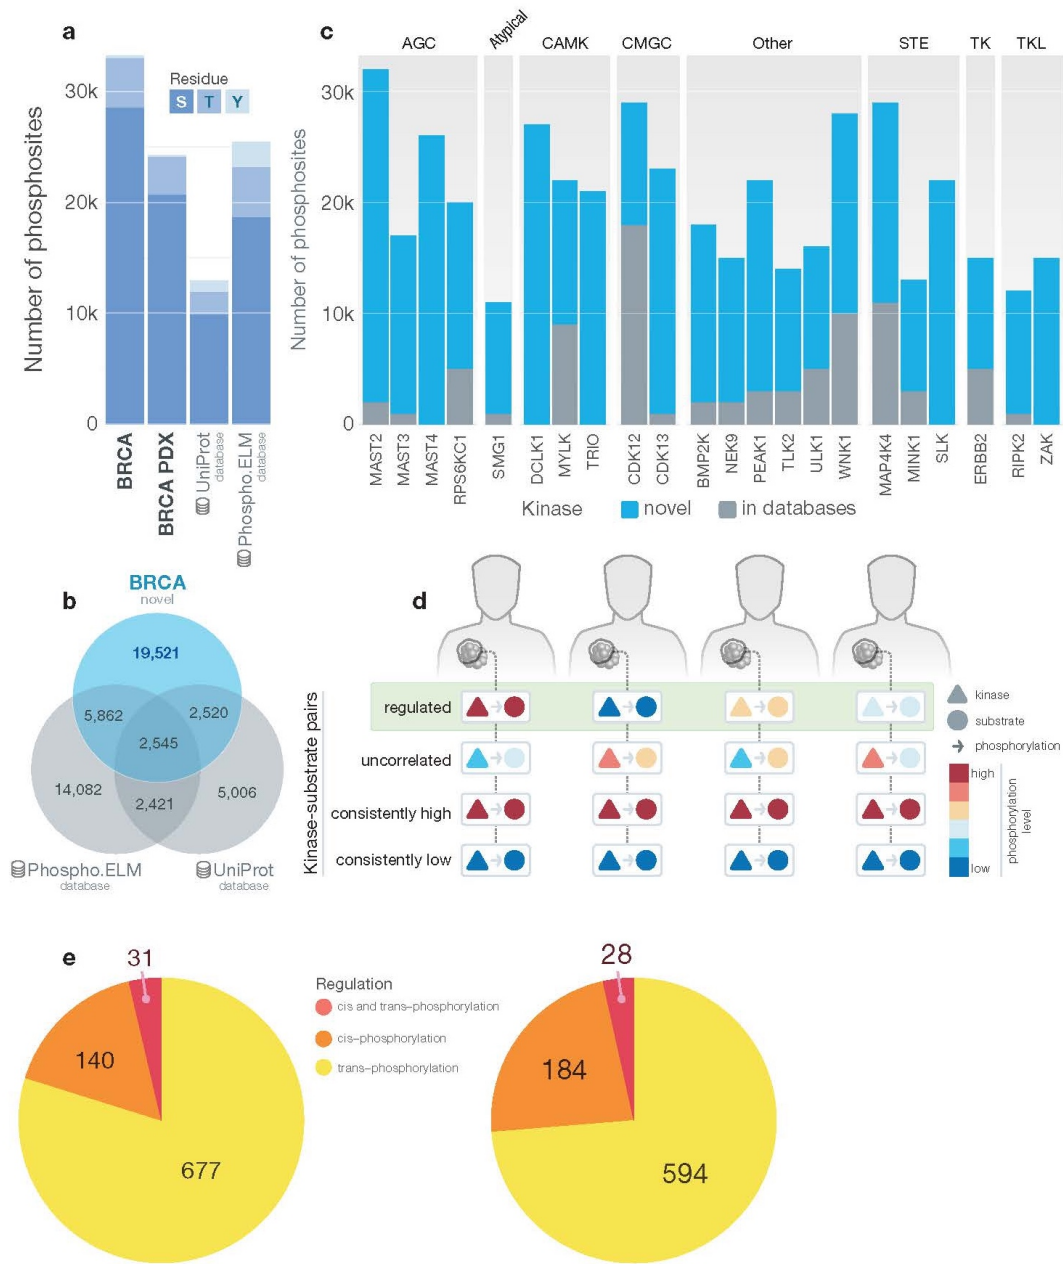 a
Number of phosphosites
30k
20k
10k
0
Residue
S T Y
BRCA
BRCA PDX
UniProt
database
Phospho.ELM
database
c
Number of phosphosites
AGC Atypical CAMK CMGC Other STE TK TKL
30k
20k
10k
0
MAST2
MAST3
MAST4
RPS6KC1
SMG1
DCLK1
MYLK
TRIO
CDK12
CDK13
BMP2K
NEK9
PEAK1
TLK2
ULK1
WNK1
MAP4K4
MINK1
SLK
ERBB2
RIPK2
ZAK
Kinase novel in databases
b
BRCA
novel
19,521
5,862 2,520
2,545
14,082 5,006
2,421
Phospho.ELM
database
UniProt
database
d
Kinase-substrate pairs
regulated
uncorrelated
consistently high
consistently low
kinase
substrate
phosphorylation
high
low
phosphorylation
level
e
31
140
677
Regulation
cis and trans-phosphorylation
cis-phosphorylation
trans-phosphorylation
28
184
594